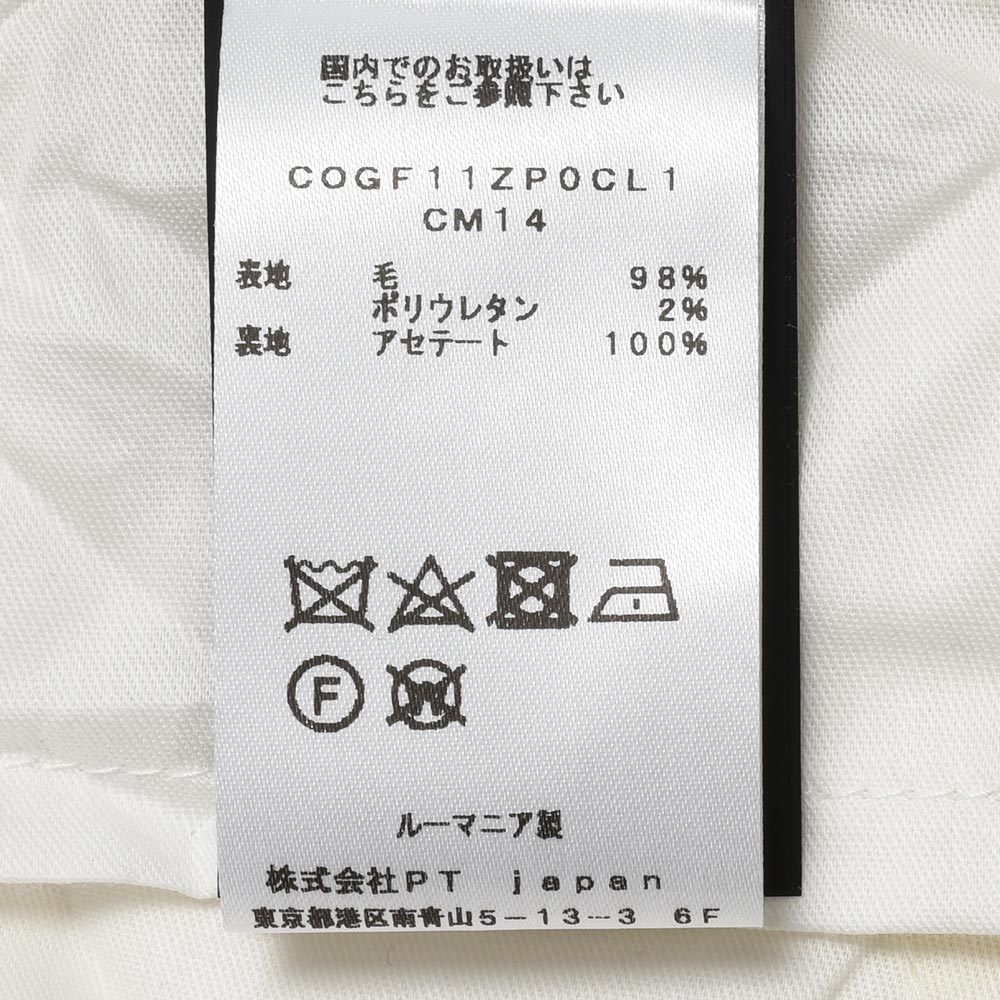 国内でのお取扱いは
こちらをご参照下さい
COGF11ZP0CL1
CM14
表地 毛 98%
ポリウレタン 2%
裏地 アセテート 100%
F W
ルーマニア製
株式会社PT japan
東京都港区南青山5-13-3 6F